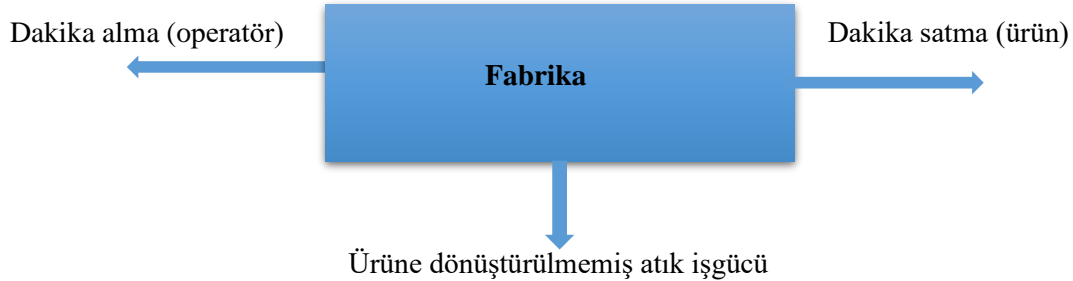 Dakika alma (operatör)
Dakika satma (ürün)
Fabrika
Ürüne dönüştürülmemiş atık işgücü